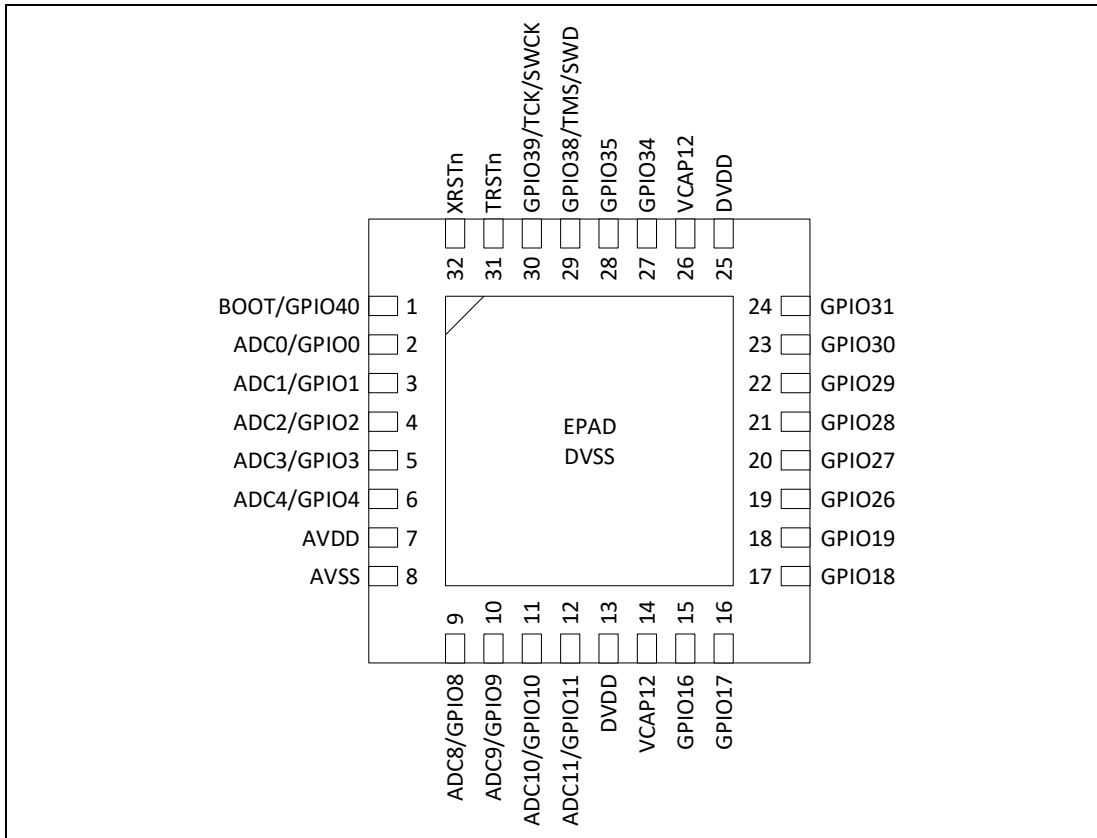 XRSTn
TRSTn
GPIO39/TCK/SWCK
GPIO38/TMS/SWD
GPIO35
GPIO34
VCAP12
DVDD
32
31
30
29
28
27
26
25
BOOT/GPIO40 1
ADC0/GPIO0 2
ADC1/GPIO1 3
ADC2/GPIO2 4
ADC3/GPIO3 5
ADC4/GPIO4 6
AVDD 7
AVSS 8
EPAD
DVSS
24 GPIO31
23 GPIO30
22 GPIO29
21 GPIO28
20 GPIO27
19 GPIO26
18 GPIO19
17 GPIO18
9
10
11
12
13
14
15
16
ADC8/GPIO8
ADC9/GPIO9
ADC10/GPIO10
ADC11/GPIO11
DVDD
VCAP12
GPIO16
GPIO17